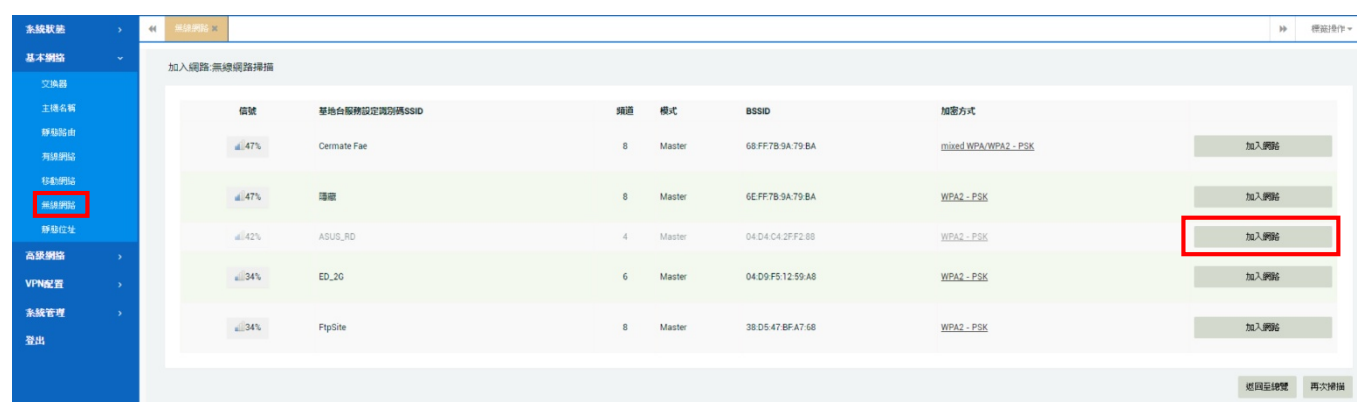 系統狀態
基本網路
交換器
主機名稱
靜態路由
有線網路
移動網路
無線網路
靜態位址
高級網路
VPN配置
系統管理
登出
無線網路
標籤操作
加入網路:無線網路掃描
信號 基地台服務設定識別碼SSID 頻道 模式 BSSID 加密方式
47% Cermate Fae 8 Master 68:FF:7B:9A:79:BA mixed WPA/WPA2 - PSK 加入網路
47% 隱藏 8 Master 6E:FF:7B:9A:79:BA WPA2 - PSK 加入網路
42% ASUS_RD 4 Master 04:D4:C4:2F:F2:88 WPA2 - PSK 加入網路
34% ED_2G 6 Master 04:D9:F5:12:59:A8 WPA2 - PSK 加入網路
34% FtpSite 8 Master 38:D5:47:BF:A7:68 WPA2 - PSK 加入網路
返回至總覽 再次掃描